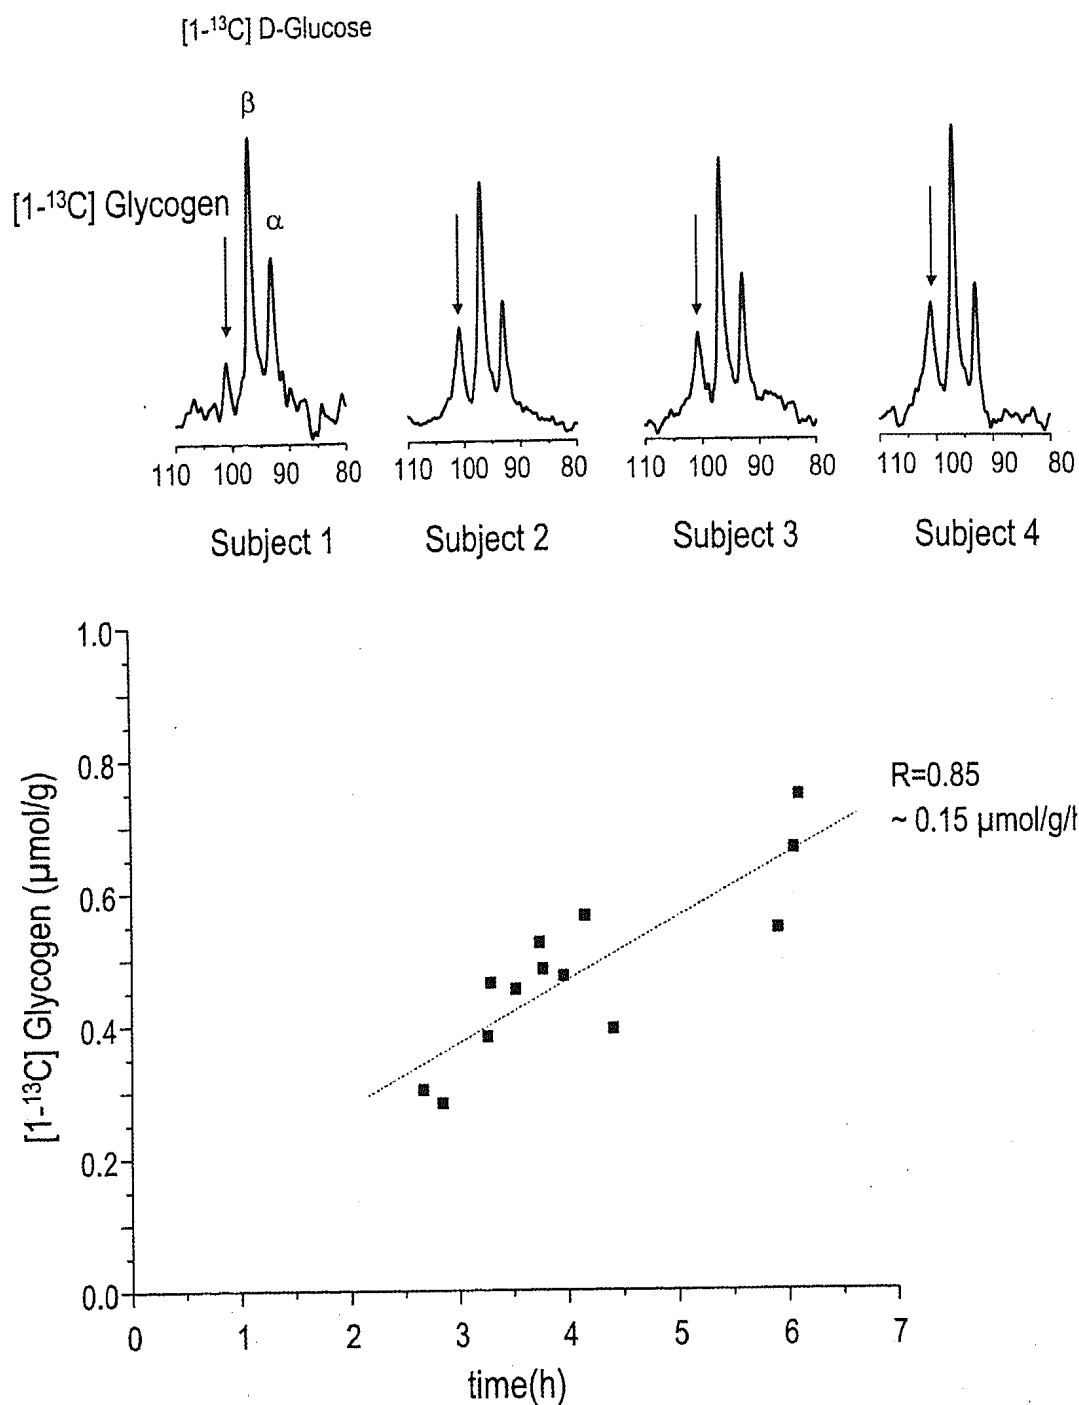 [1-¹³C] D-Glucose
β
[1-¹³C] Glycogen
α
110 100 90 80
110 100 90 80
110 100 90 80
110 100 90 80
Subject 1
Subject 2
Subject 3
Subject 4
1.0
0.8
0.6
0.4
0.2
0.0
[1-¹³C] Glycogen (µmol/g)
R=0.85
~ 0.15 µmol/g/h
0 1 2 3 4 5 6 7
time(h)